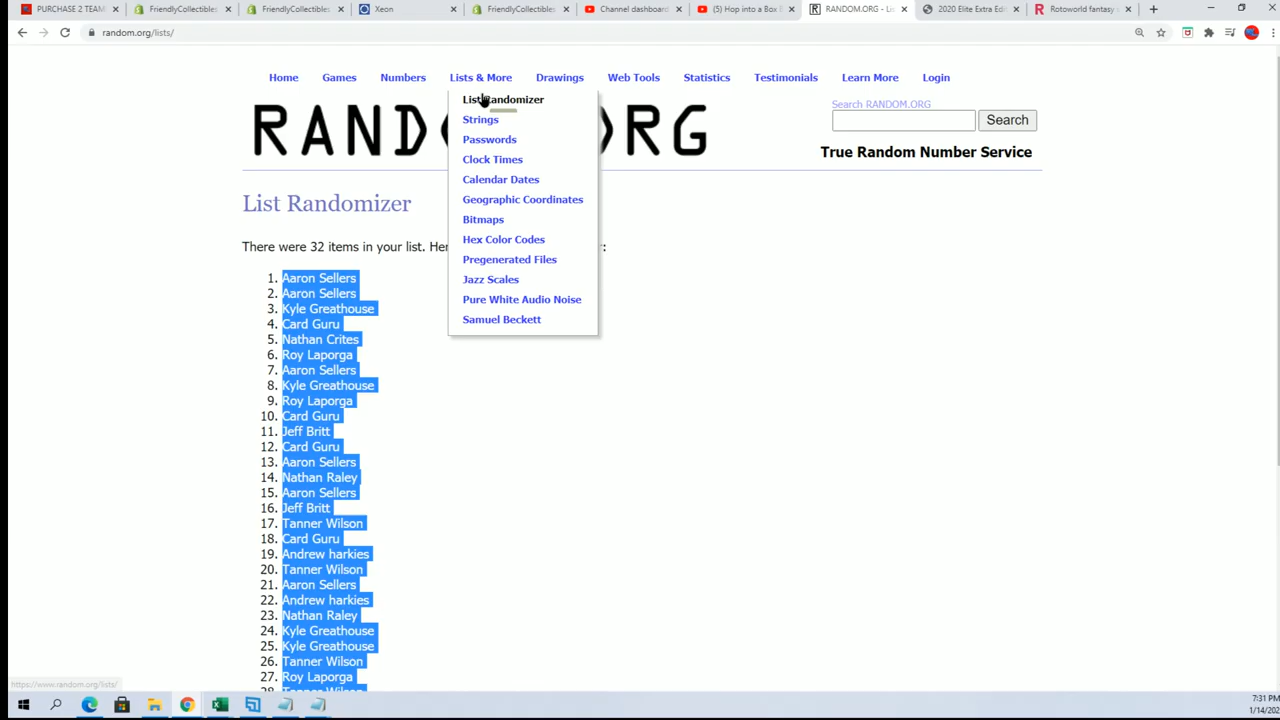 PURCHASE 2 TEAM
FriendlyCollectibles
FriendlyCollectibles
Xeon
FriendlyCollectibles
Channel dashboard
(5) Hop into a Box B
RANDOM.ORG - Lis
2020 Elite Extra Edi
Rotoworld fantasy
random.org/lists/
Home Games Numbers Lists & More Drawings Web Tools Statistics Testimonials Learn More Login
List Randomizer
Strings
Passwords
Clock Times
Calendar Dates
Geographic Coordinates
Bitmaps
Hex Color Codes
Pregenerated Files
Jazz Scales
Pure White Audio Noise
Samuel Beckett
Search RANDOM.ORG
Search
True Random Number Service
List Randomizer
There were 32 items in your list. Her
1. Aaron Sellers
2. Aaron Sellers
3. Kyle Greathouse
4. Card Guru
5. Nathan Crites
6. Roy Laporga
7. Aaron Sellers
8. Kyle Greathouse
9. Roy Laporga
10. Card Guru
11. Jeff Britt
12. Card Guru
13. Aaron Sellers
14. Nathan Raley
15. Aaron Sellers
16. Jeff Britt
17. Tanner Wilson
18. Card Guru
19. Andrew harkies
20. Tanner Wilson
21. Aaron Sellers
22. Andrew harkies
23. Nathan Raley
24. Kyle Greathouse
25. Kyle Greathouse
26. Tanner Wilson
27. Roy Laporga
28. Tanner Wilson
https://www.random.org/lists/
7:31 PM
1/14/202